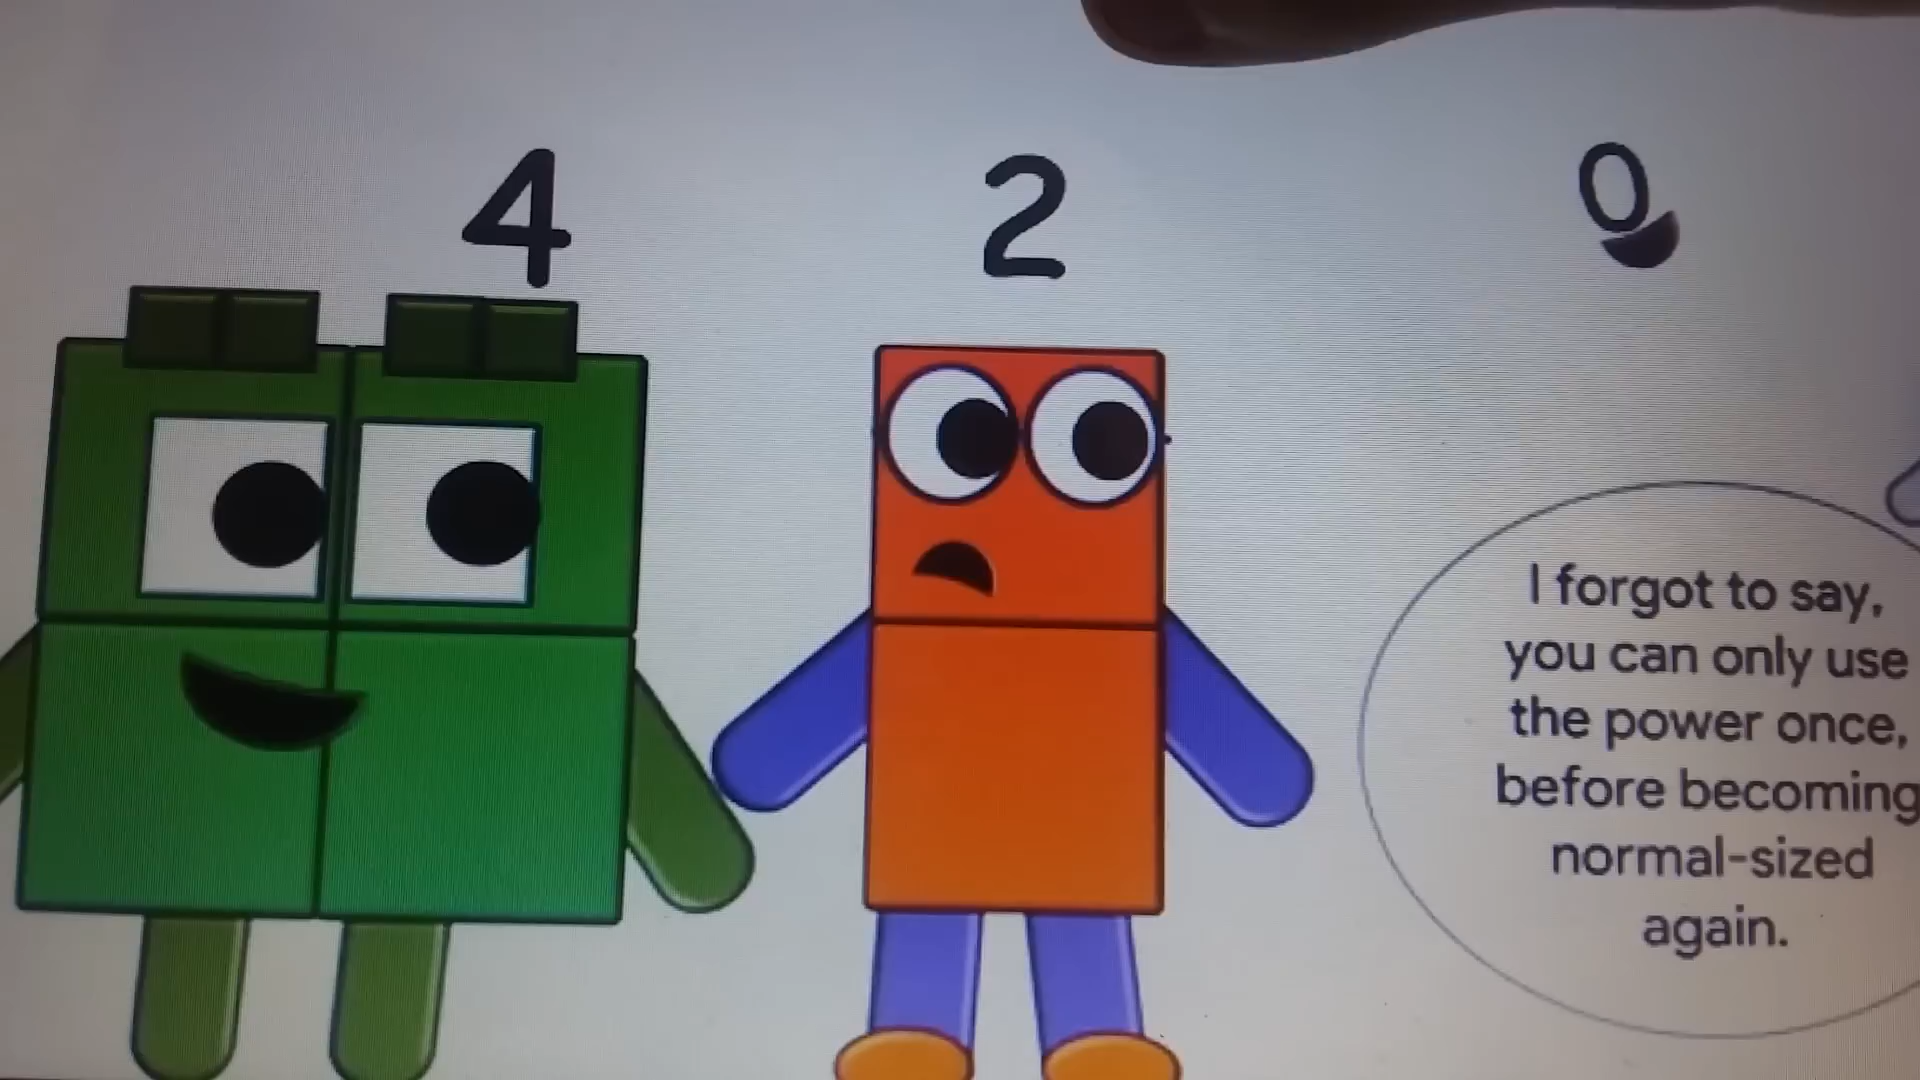 4 2 0
I forgot to say,
you can only use
the power once,
before becoming
normal-sized
again.